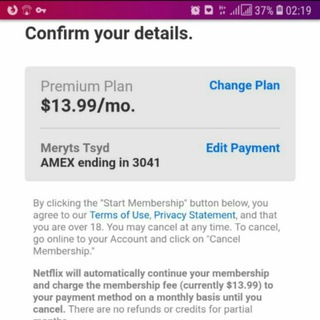 37% 02:19
Confirm your details.
Premium Plan Change Plan
$13.99/mo.
Meryts Tsyd Edit Payment
AMEX ending in 3041
By clicking the "Start Membership" button below, you
agree to our Terms of Use, Privacy Statement, and that
you are over 18. You may cancel at any time. To cancel,
go online to your Account and click on "Cancel
Membership."
Netflix will automatically continue your membership
and charge the membership fee (currently $13.99) to
your payment method on a monthly basis until you
cancel. There are no refunds or credits for partial